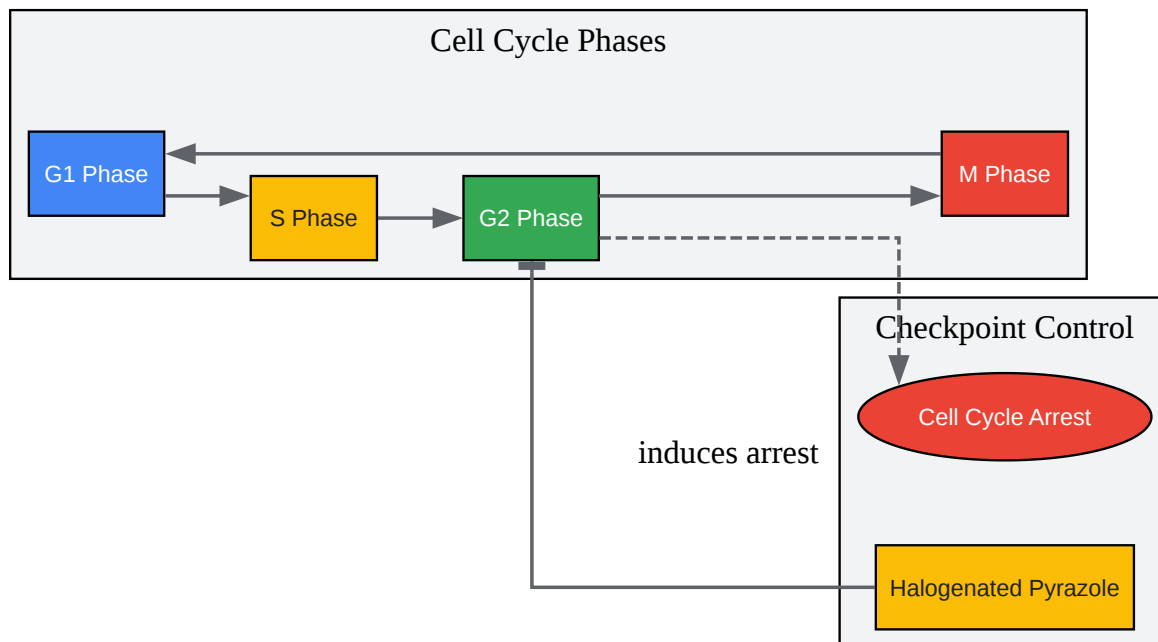 Cell Cycle Phases
G1 Phase
M Phase
S Phase
G2 Phase
Checkpoint Control
Cell Cycle Arrest
induces arrest
Halogenated Pyrazole